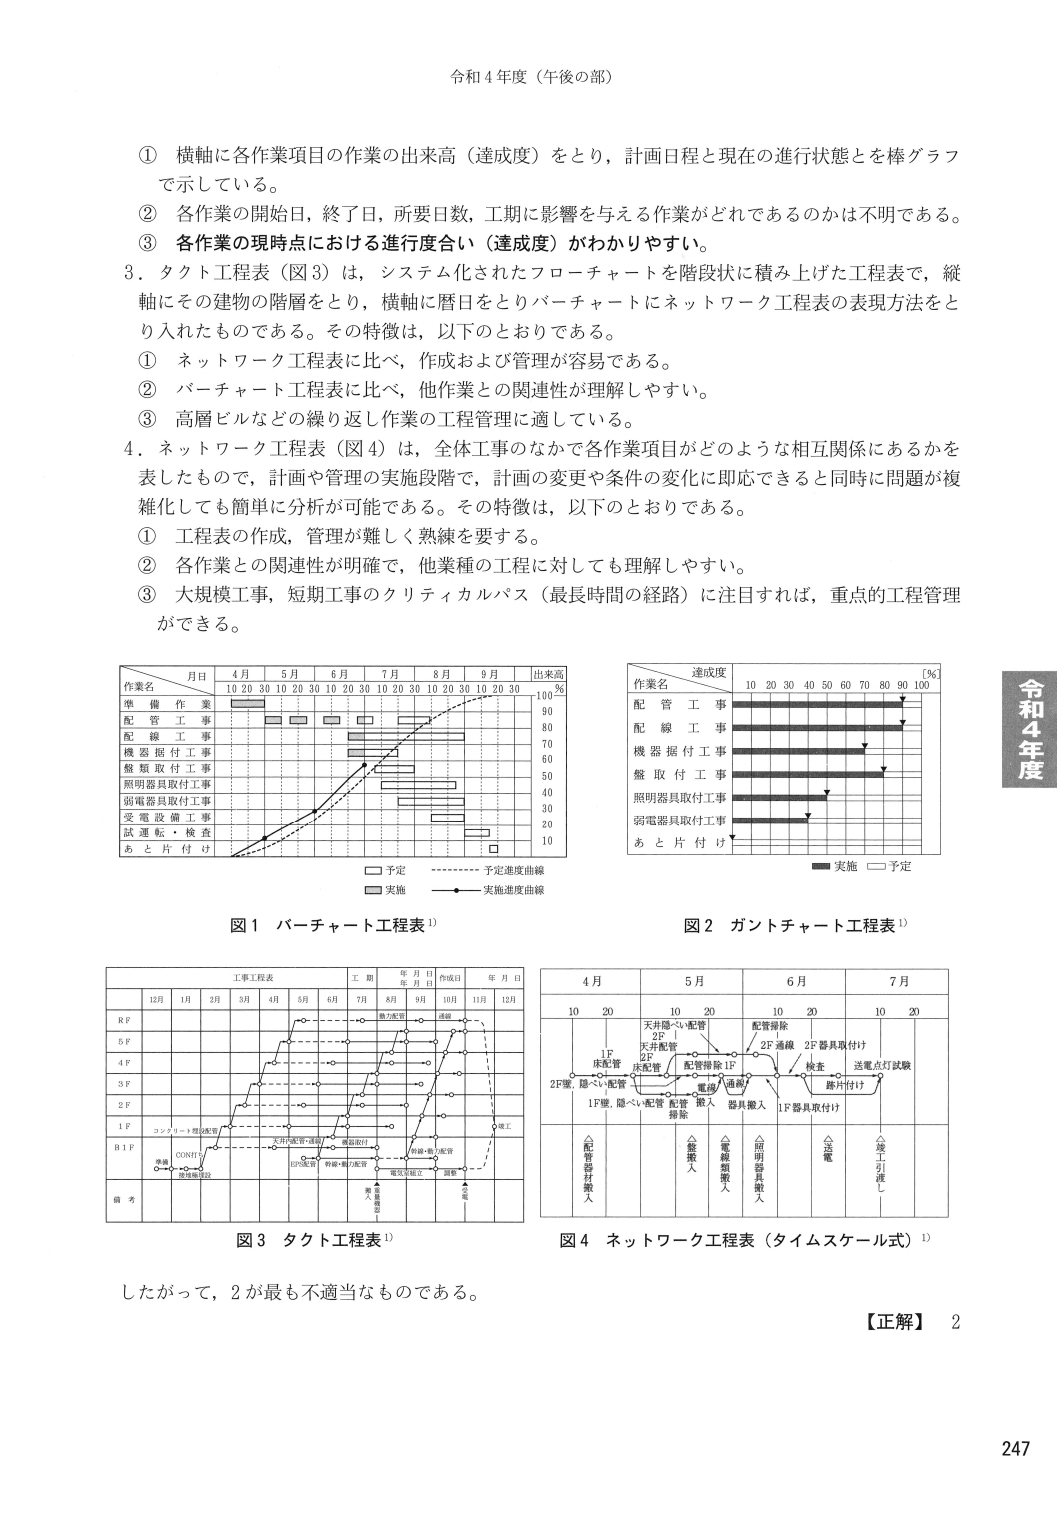 令和4年度（午後の部）
① 横軸に各作業項目の作業の出来高（達成度）をとり，計画日程と現在の進行状態とを棒グラフ
で示している。
② 各作業の開始日，終了日，所要日数，工期に影響を与える作業がどれであるのかは不明である。
③ 各作業の現時点における進行度合い（達成度）がわかりやすい。
3．タクト工程表（図3）は，システム化されたフローチャートを階段状に積み上げた工程表で，縦
軸にその建物の階層をとり，横軸に暦日をとりバーチャートにネットワーク工程表の表現方法をと
り入れたものである。その特徴は，以下のとおりである。
① ネットワーク工程表に比べ，作成および管理が容易である。
② バーチャート工程表に比べ，他作業との関連性が理解しやすい。
③ 高層ビルなどの繰り返し作業の工程管理に適している。
4．ネットワーク工程表（図4）は，全体工事のなかで各作業項目がどのような相互関係にあるかを
表したもので，計画や管理の実施段階で，計画の変更や条件の変化に即応できると同時に問題が複
雑化しても簡単に分析が可能である。その特徴は，以下のとおりである。
① 工程表の作成，管理が難しく熟練を要する。
② 各作業との関連性が明確で，他業種の工程に対しても理解しやすい。
③ 大規模工事，短期工事のクリティカルパス（最長時間の経路）に注目すれば，重点的工程管理
ができる。
月日
作業名
4月 5月 6月 7月 8月 9月 出来高
10 20 30 10 20 30 10 20 30 10 20 30 10 20 30 10 20 30 %
準備作業
配管工事
配線工事
機器据付工事
盤類取付工事
照明器具取付工事
弱電器具取付工事
受電設備工事
試運転・検査
あと片付け
100
90
80
70
60
50
40
30
20
10
予定 予定進度曲線
実施 実施進度曲線
図1 バーチャート工程表1)
達成度 [%]
作業名 10 20 30 40 50 60 70 80 90 100
配管工事
配線工事
機器据付工事
盤取付工事
照明器具取付工事
弱電器具取付工事
あと片付け
実施 予定
図2 ガントチャート工程表1)
工事工程表 工期 年月日 作成日 年月日
年月日
12月 1月 2月 3月 4月 5月 6月 7月 8月 9月 10月 11月 12月
RF
5F
4F
3F
2F
1F
B1F
備考
動力配管 通線
コンクリート埋設配管
天井内配管・通線 機器取付
竣工
準備 CON打ち
接地極埋設
EPS配管 幹線・動力配管
幹線・動力配管
電気室組立 調整
重量機器搬入
受電
図3 タクト工程表1)
4月 5月 6月 7月
10 20 10 20 10 20 10 20
天井隠ぺい配管 配管掃除
2F
天井配管
2F通線 2F器具取付け
1F
床配管
2F
床配管
配管掃除1F
検査 送電点灯試験
2F壁，隠ぺい配管
電線 通線
跡片付け
1F壁，隠ぺい配管 配管
掃除
搬入 器具搬入 1F器具取付け
△配管器材搬入
△盤搬入
△電線類搬入
△照明器具搬入
△送電
△竣工引渡し
図4 ネットワーク工程表（タイムスケール式）1)
したがって，2が最も不適当なものである。
【正解】 2
令和4年度
247